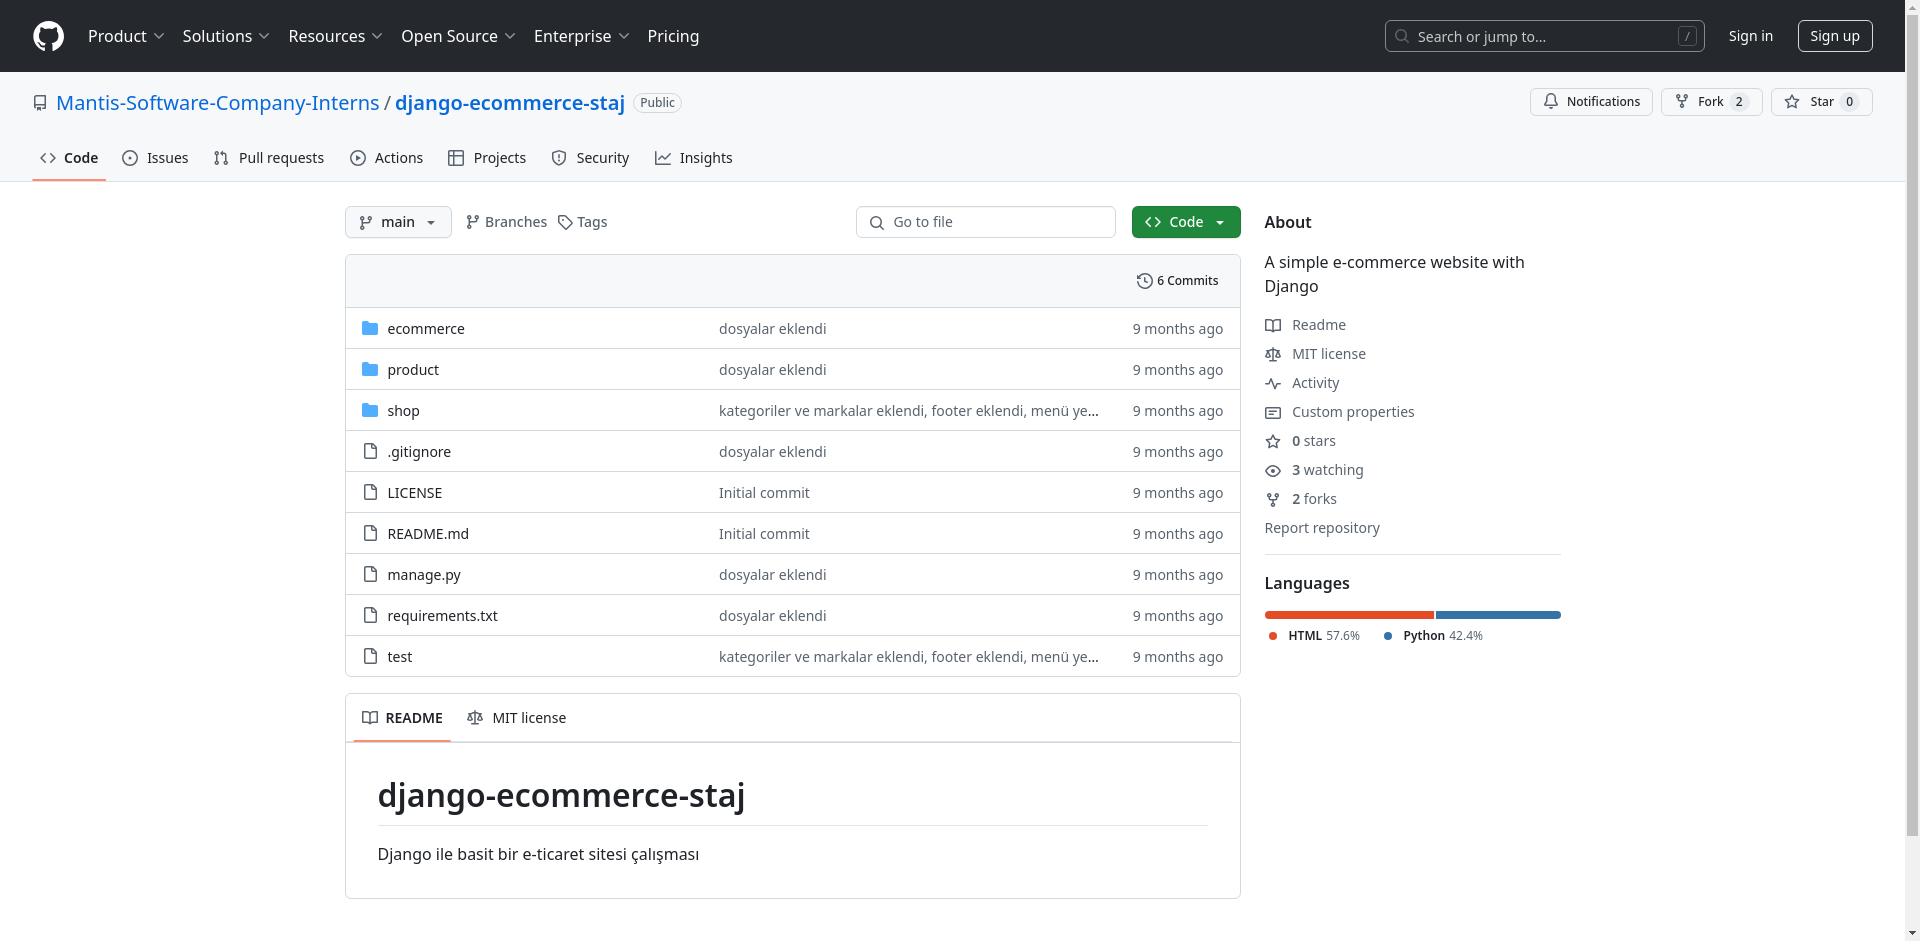 Product Solutions Resources Open Source Enterprise Pricing Search or jump to... / Sign in Sign up
Mantis-Software-Company-Interns / django-ecommerce-staj Public Notifications Fork 2 Star 0
Code Issues Pull requests Actions Projects Security Insights
main Branches Tags Go to file Code
6 Commits
ecommerce dosyalar eklendi 9 months ago
product dosyalar eklendi 9 months ago
shop kategoriler ve markalar eklendi, footer eklendi, menü ye... 9 months ago
.gitignore dosyalar eklendi 9 months ago
LICENSE Initial commit 9 months ago
README.md Initial commit 9 months ago
manage.py dosyalar eklendi 9 months ago
requirements.txt dosyalar eklendi 9 months ago
test kategoriler ve markalar eklendi, footer eklendi, menü ye... 9 months ago
README MIT license
django-ecommerce-staj
Django ile basit bir e-ticaret sitesi çalışması
About
A simple e-commerce website with
Django
Readme
MIT license
Activity
Custom properties
0 stars
3 watching
2 forks
Report repository
Languages
HTML 57.6% Python 42.4%